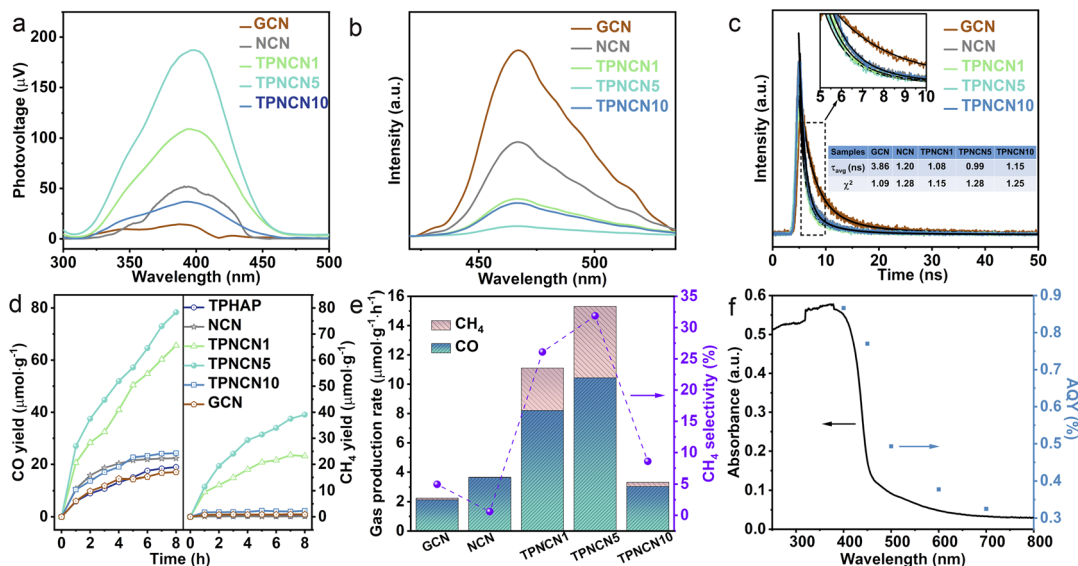 a
Photovoltage (μV)
200
150
100
50
0
300
350
400
450
500
Wavelength (nm)
GCN
NCN
TPNCN1
TPNCN5
TPNCN10
b
Intensity (a.u.)
450
500
Wavelength (nm)
GCN
NCN
TPNCN1
TPNCN5
TPNCN10
c
Intensity (a.u.)
5 6 7 8 9 10
GCN
NCN
TPNCN1
TPNCN5
TPNCN10
Samples GCN NCN TPNCN1 TPNCN5 TPNCN10
τavg (ns) 3.86 1.20 1.08 0.99 1.15
χ² 1.09 1.28 1.15 1.28 1.25
0 10 20 30 40 50
Time (ns)
d
CO yield (μmol·g⁻¹)
80
60
40
20
0
TPHAP
NCN
TPNCN1
TPNCN5
TPNCN10
GCN
0 2 4 6 8
0 2 4 6 8
Time (h)
80
70
60
50
40
30
20
10
0
CH₄ yield (μmol·g⁻¹)
e
Gas production rate (μmol·g⁻¹·h⁻¹)
16
14
12
10
8
6
4
2
0
CH₄
CO
GCN
NCN
TPNCN1
TPNCN5
TPNCN10
35
30
25
20
15
10
5
0
CH₄ selectivity (%)
f
Absorbance (a.u.)
0.6
0.5
0.4
0.3
0.2
0.1
0.0
300 400 500 600 700 800
Wavelength (nm)
0.9
0.8
0.7
0.6
0.5
0.4
0.3
AQY (%)